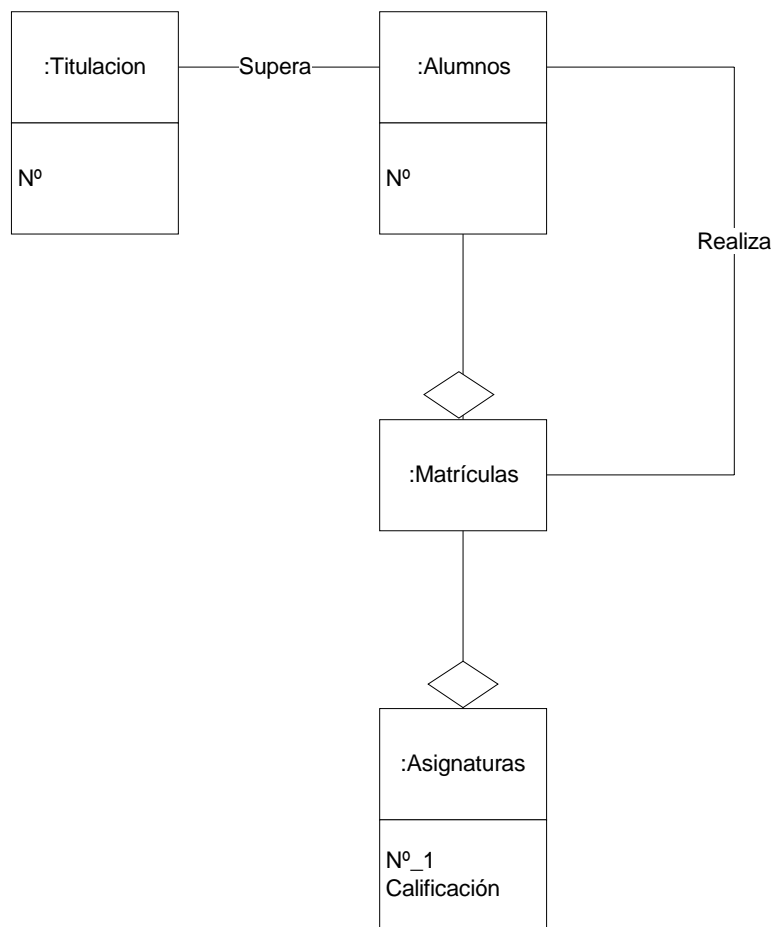 :Titulacion
Supera
:Alumnos
Nº
Nº
Realiza
:Matrículas
:Asignaturas
Nº_1
Calificación